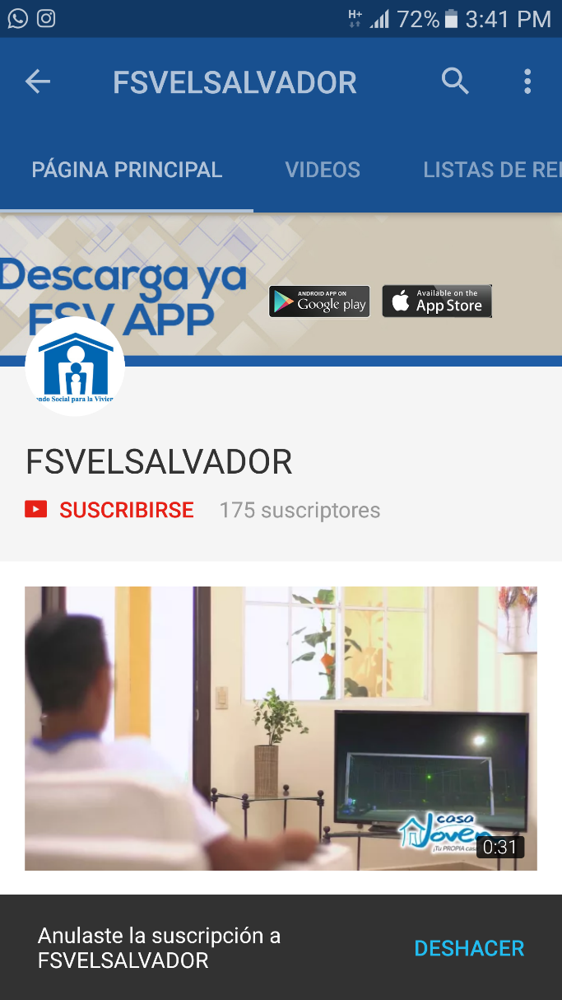 H+ 72% 3:41 PM
FSVELSALVADOR
PÁGINA PRINCIPAL VIDEOS LISTAS DE RE
Descarga ya
FSV APP
ANDROID APP ON
Google play
Available on the
App Store
ondo Social para la Vivien
FSVELSALVADOR
SUSCRIBIRSE 175 suscriptores
casa
Joven
¡Tu PROPIA casa
0:31
Anulaste la suscripción a
FSVELSALVADOR
DESHACER